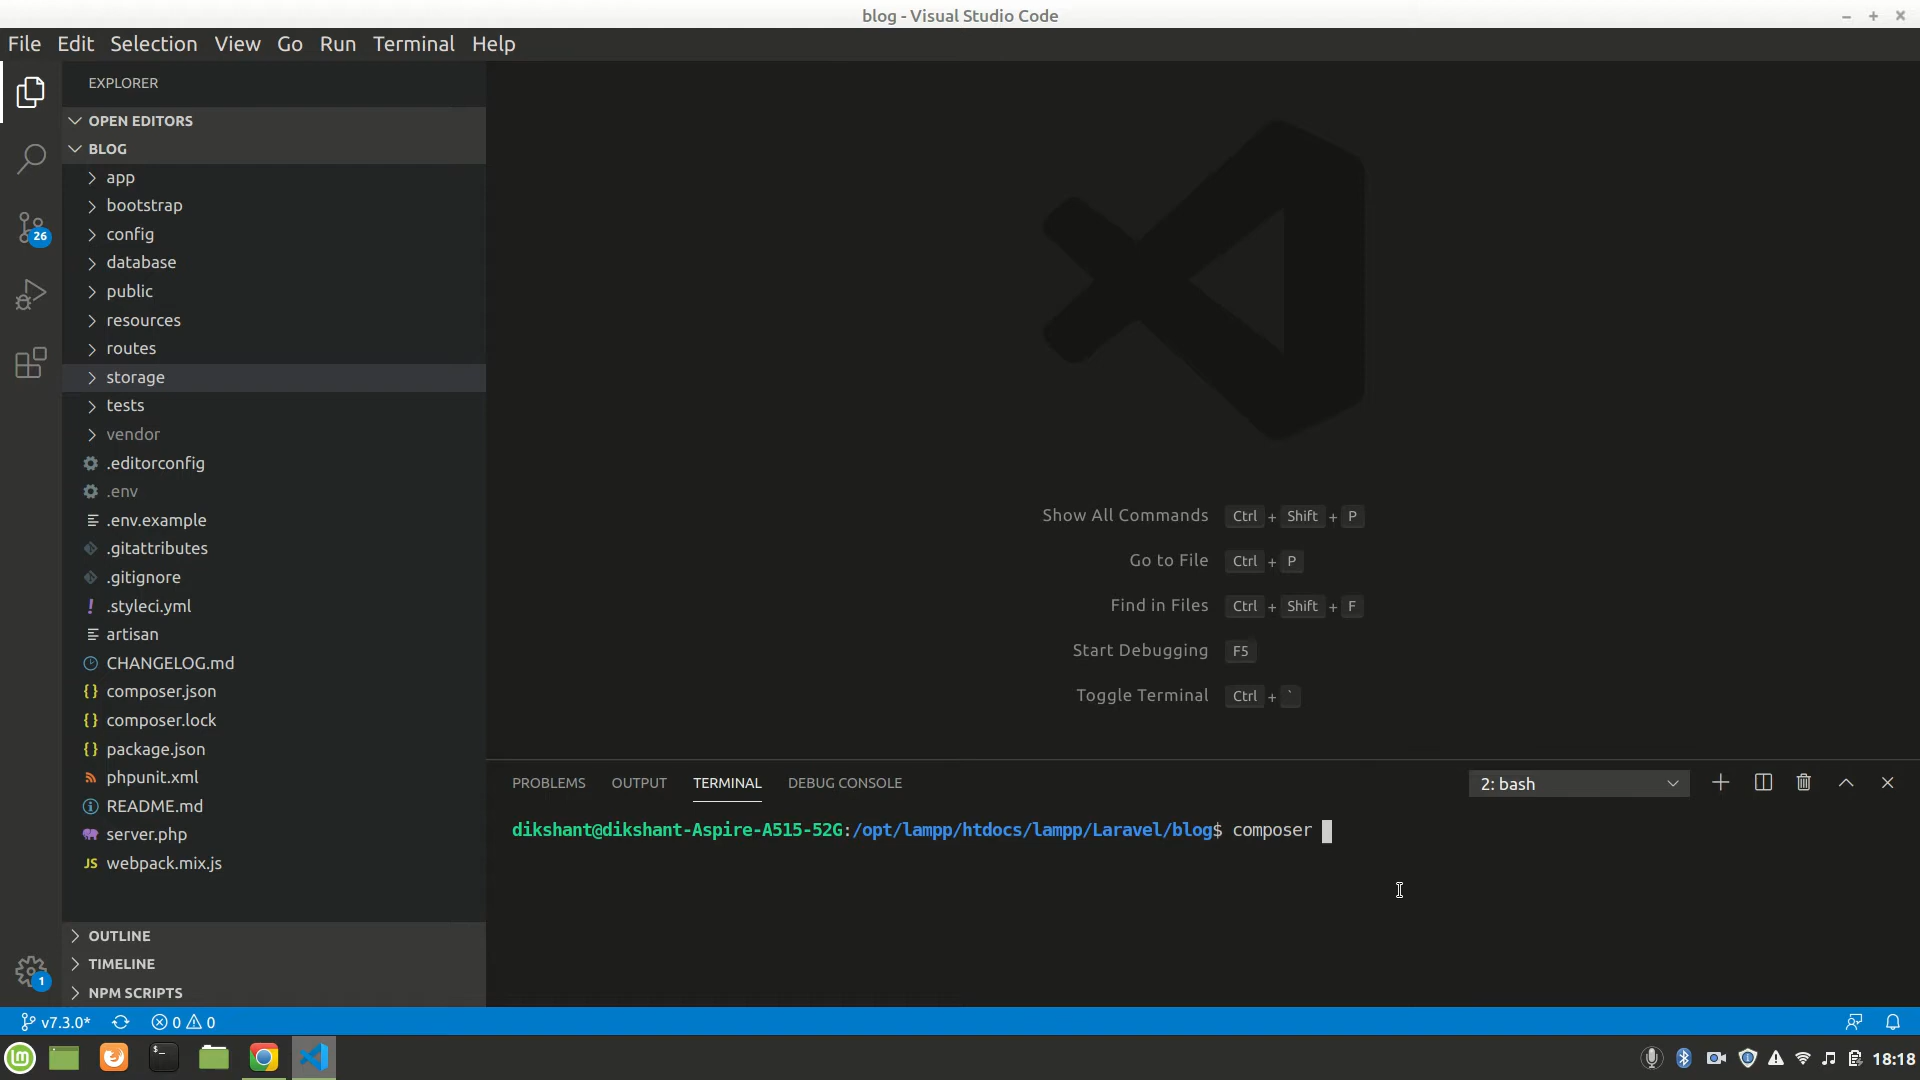 blog - Visual Studio Code
File Edit Selection View Go Run Terminal Help
EXPLORER
OPEN EDITORS
BLOG
app
bootstrap
26
config
database
public
resources
routes
storage
tests
vendor
.editorconfig
.env
.env.example
.gitattributes
.gitignore
! .styleci.yml
artisan
CHANGELOG.md
{} composer.json
{} composer.lock
{} package.json
phpunit.xml
README.md
server.php
JS webpack.mix.js
OUTLINE
TIMELINE
1
NPM SCRIPTS
Show All Commands Ctrl + Shift + P
Go to File Ctrl + P
Find in Files Ctrl + Shift + F
Start Debugging F5
Toggle Terminal Ctrl + `
PROBLEMS OUTPUT TERMINAL DEBUG CONSOLE 2: bash
dikshant@dikshant-Aspire-A515-52G:/opt/lampp/htdocs/lampp/Laravel/blog$ composer
v7.3.0* 0 0
18:18